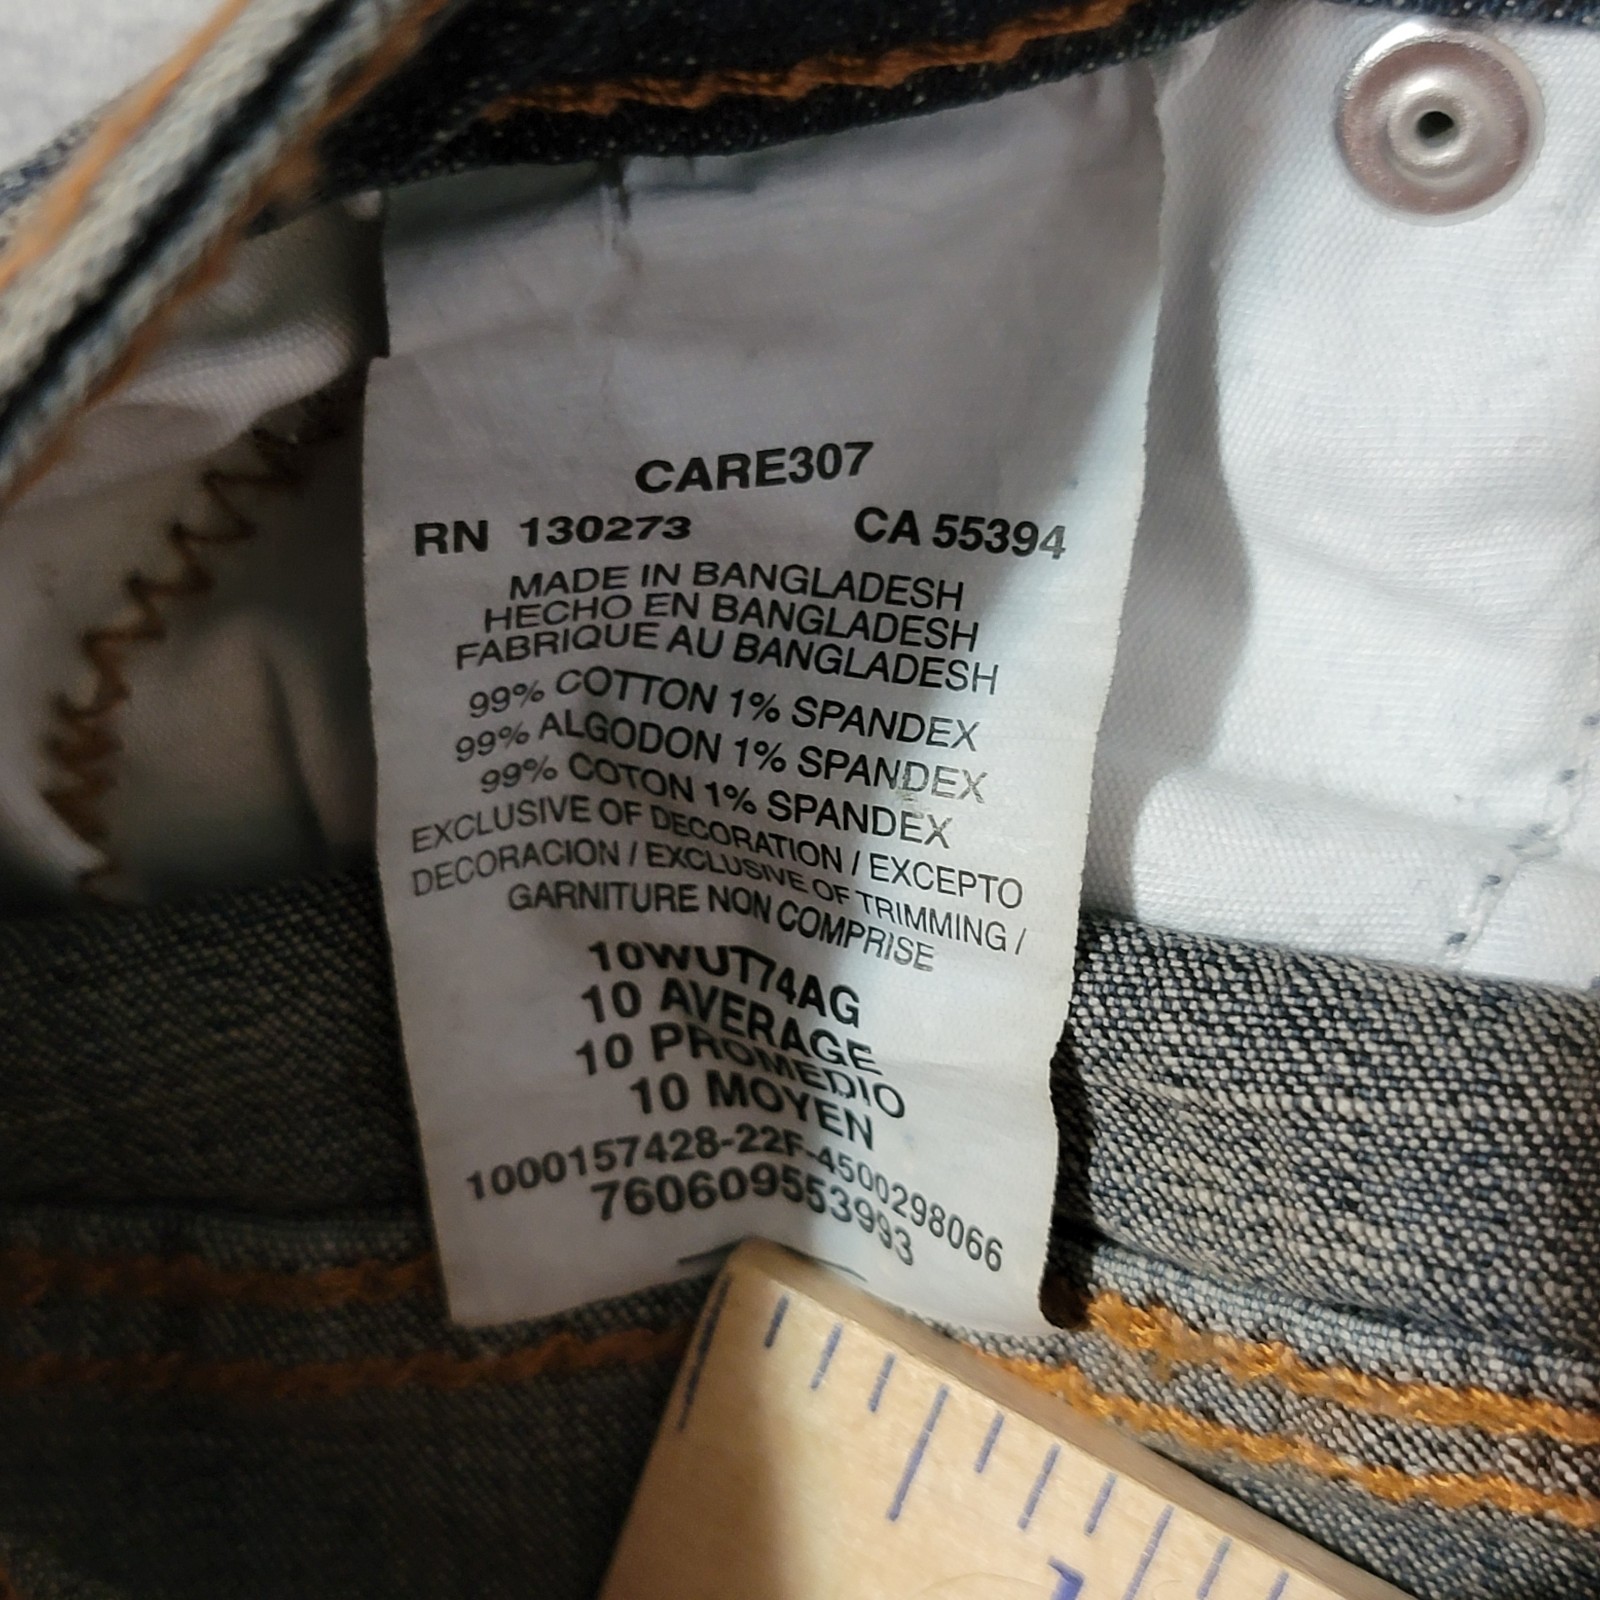 CARE307
RN 130273 CA 55394
MADE IN BANGLADESH
HECHO EN BANGLADESH
FABRIQUE AU BANGLADESH
99% COTTON 1% SPANDEX
99% ALGODON 1% SPANDEX
99% COTON 1% SPANDEX
EXCLUSIVE OF DECORATION / EXCEPTO
DECORACION / EXCLUSIVE OF TRIMMING /
GARNITURE NON COMPRISE
10WUT74AG
10 AVERAGE
10 PROMEDIO
10 MOYEN
1000157428-22F-4500298066
760609553993